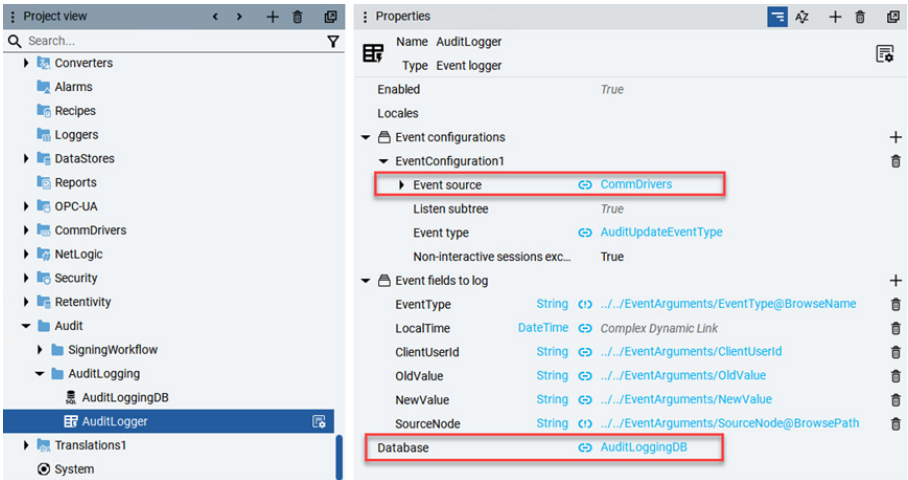 Project view
Search...
Converters
Alarms
Recipes
Loggers
DataStores
Reports
OPC-UA
CommDrivers
NetLogic
Security
Retentivity
Audit
SigningWorkflow
AuditLogging
AuditLoggingDB
AuditLogger
Translations1
System
Properties
Name AuditLogger
Type Event logger
Enabled True
Locales
Event configurations
EventConfiguration1
Event source CommDrivers
Listen subtree True
Event type AuditUpdateEventType
Non-interactive sessions exc... True
Event fields to log
EventType String ../../EventArguments/EventType@BrowseName
LocalTime DateTime Complex Dynamic Link
ClientUserId String ../../EventArguments/ClientUserId
OldValue String ../../EventArguments/OldValue
NewValue String ../../EventArguments/NewValue
SourceNode String ../../EventArguments/SourceNode@BrowsePath
Database AuditLoggingDB